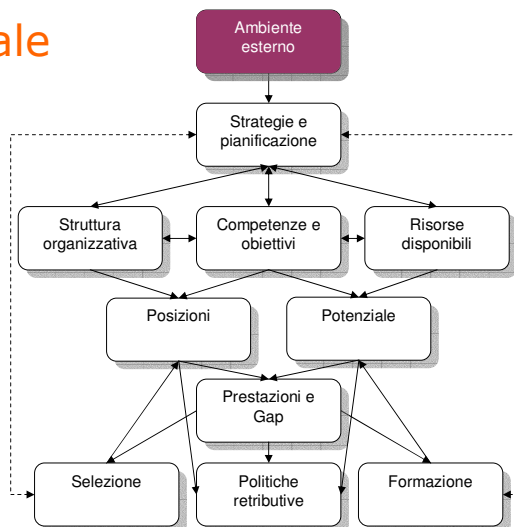 ale
Ambiente
esterno
Strategie e
pianificazione
Struttura
organizzativa
Competenze e
obiettivi
Risorse
disponibili
Posizioni
Potenziale
Prestazioni e
Gap
Selezione
Politiche
retributive
Formazione